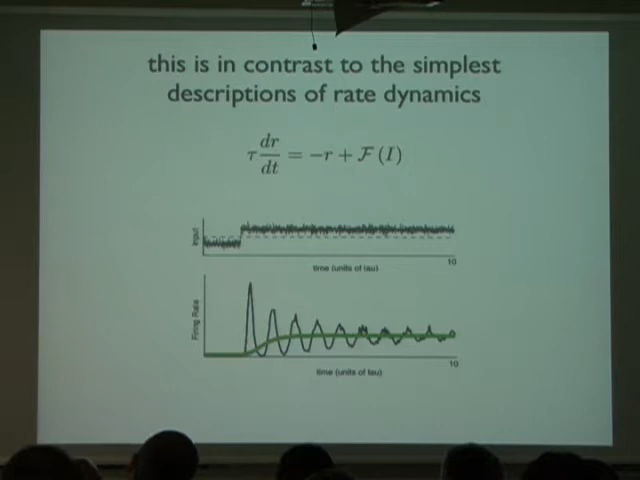 this is in contrast to the simplest
descriptions of rate dynamics
τ dr/dt = −r + F (I)
Input
time (units of tau)
10
Firing Rate
time (units of tau)
10